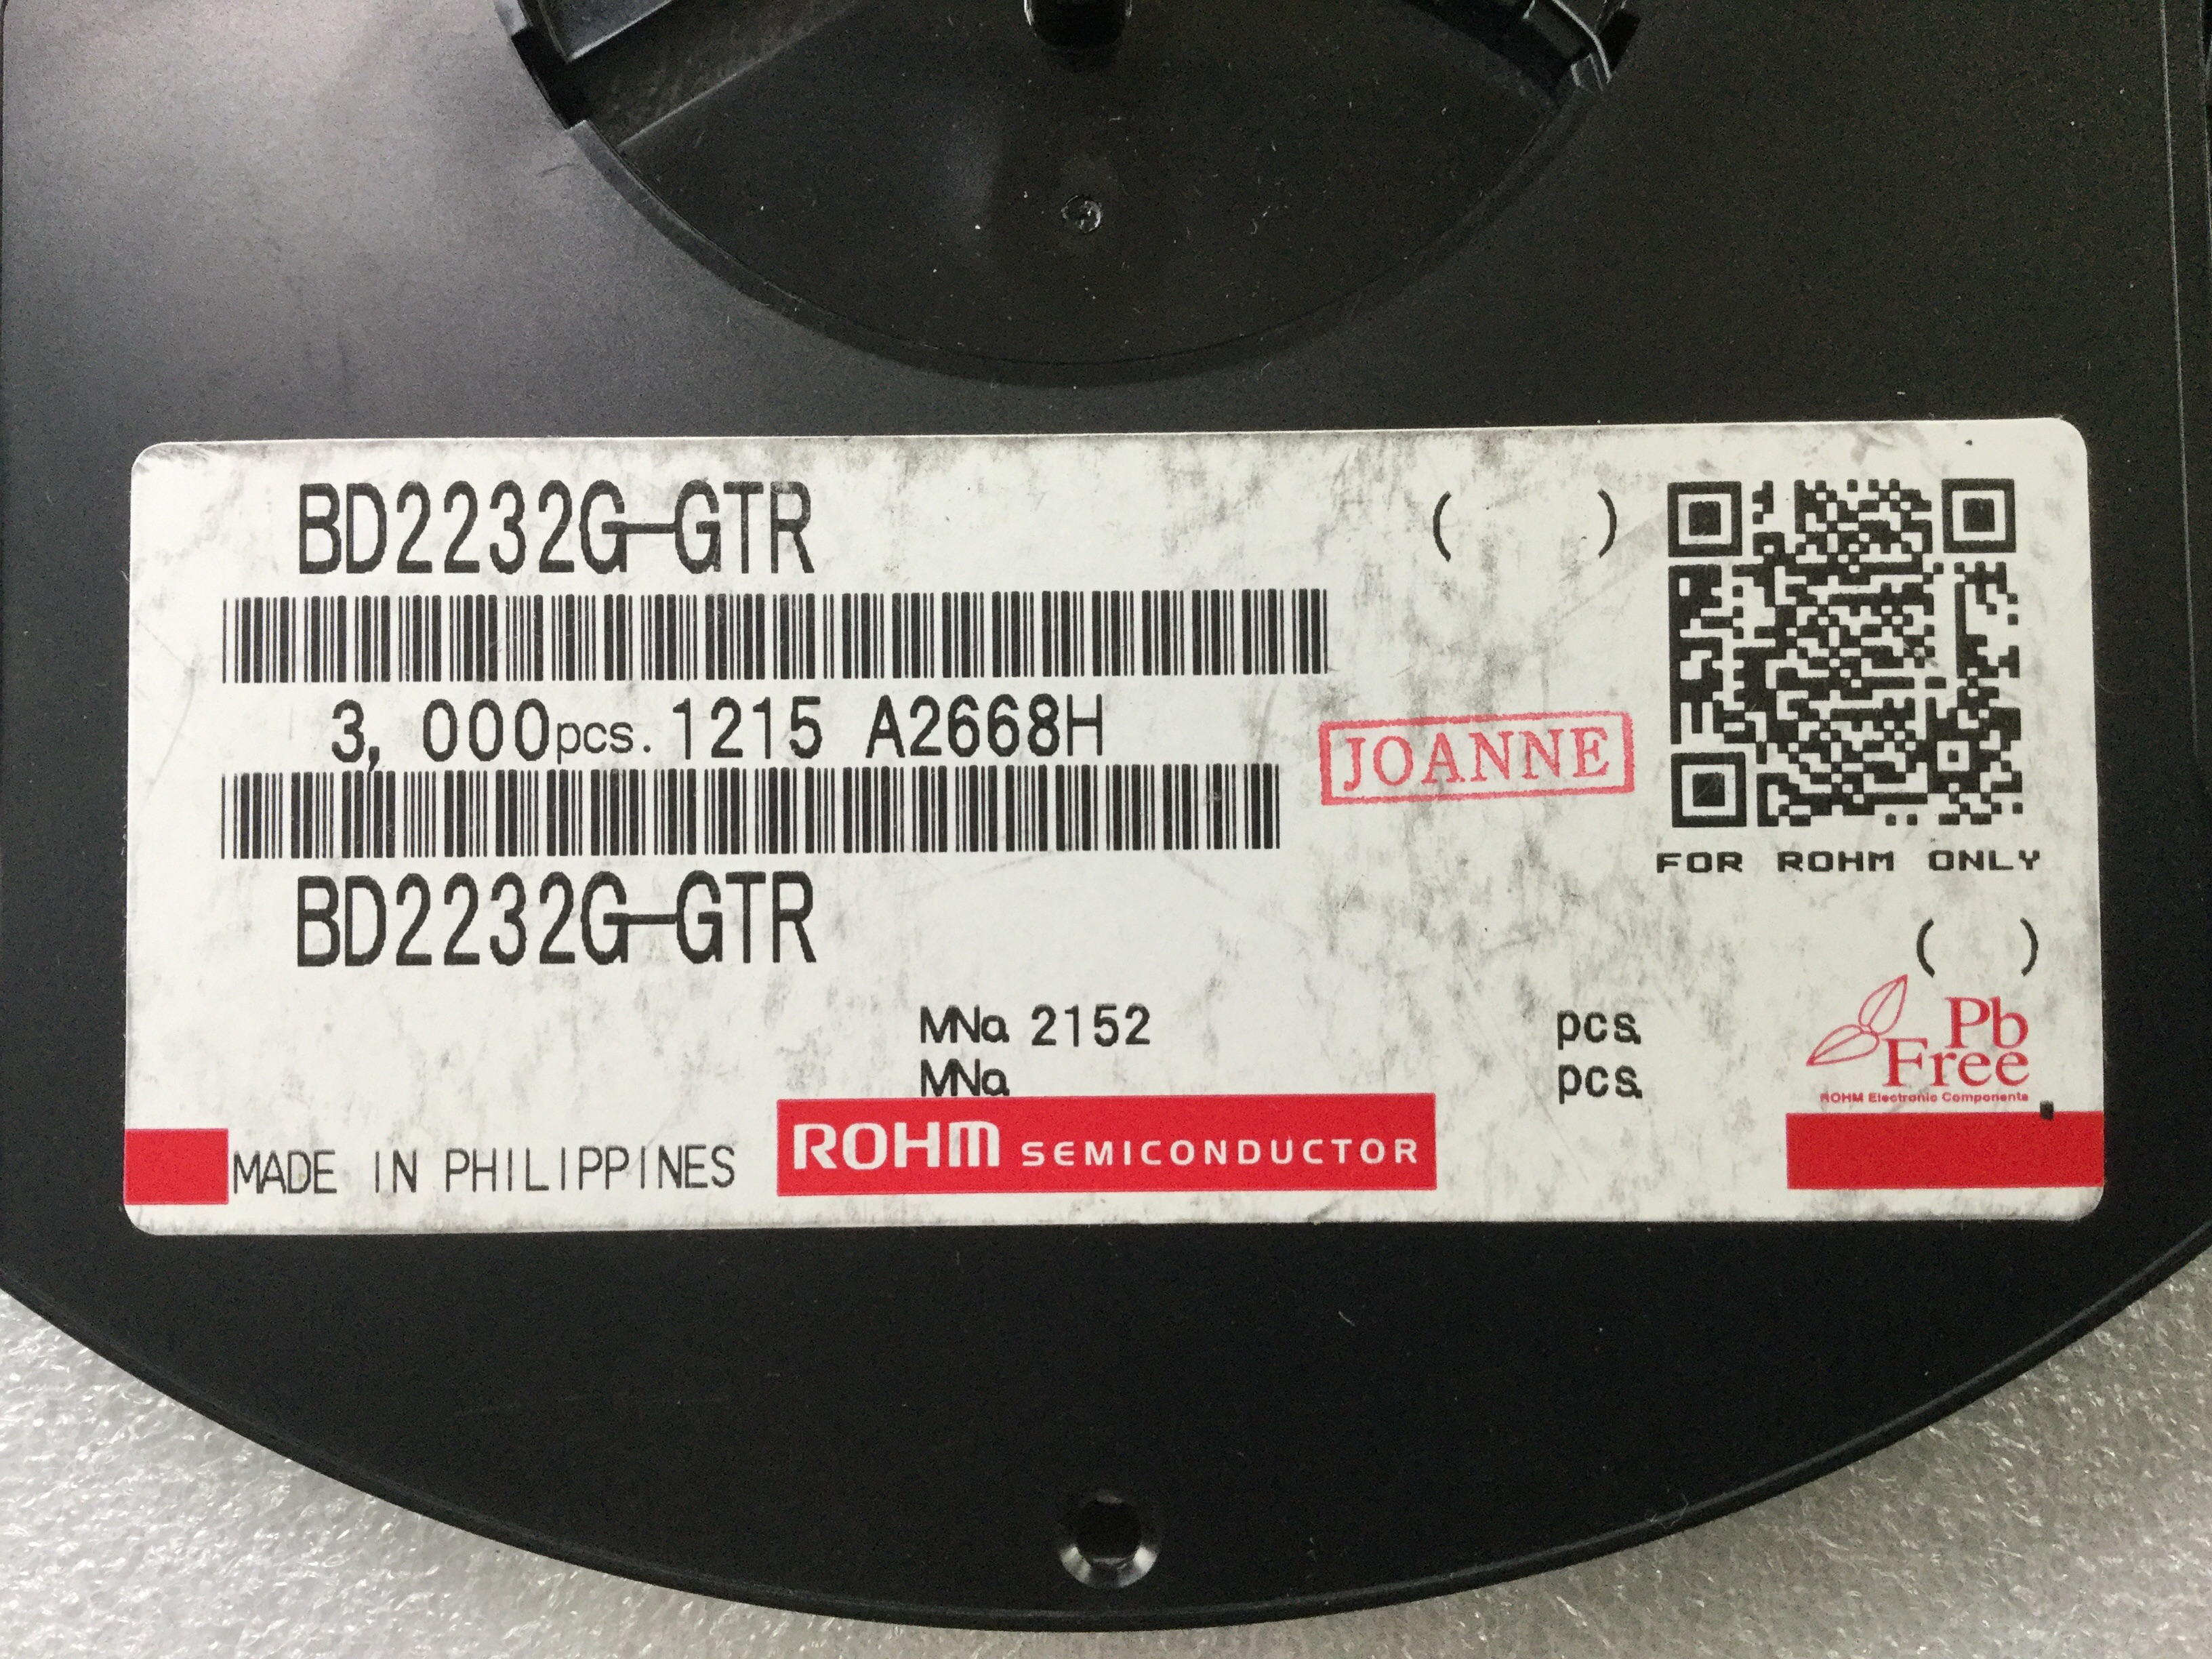 BD2232G-GTR ( )
3, 000pcs. 1215 A2668H
JOANNE
FOR ROHM ONLY
BD2232G-GTR
( )
MNo. 2152 pcs.
MNo. pcs.
Pb
Free
ROHM Electronic Components
MADE IN PHILIPPINES
ROHM SEMICONDUCTOR